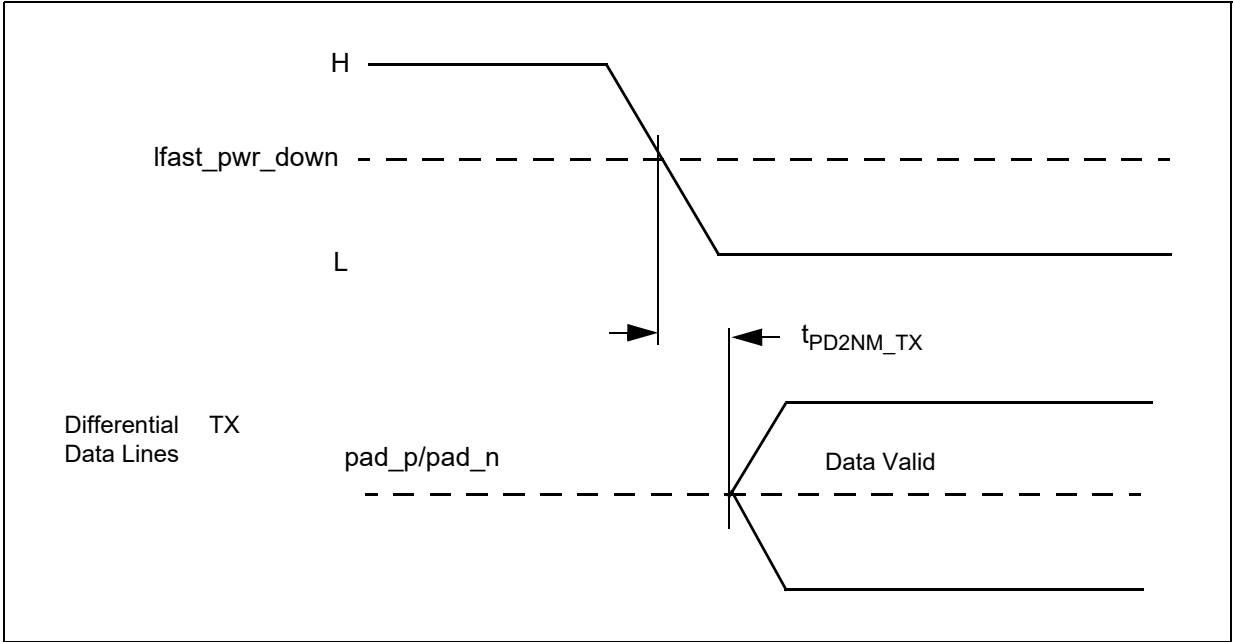 H
lfast_pwr_down
L
tPD2NM_TX
Differential TX
Data Lines
pad_p/pad_n
Data Valid